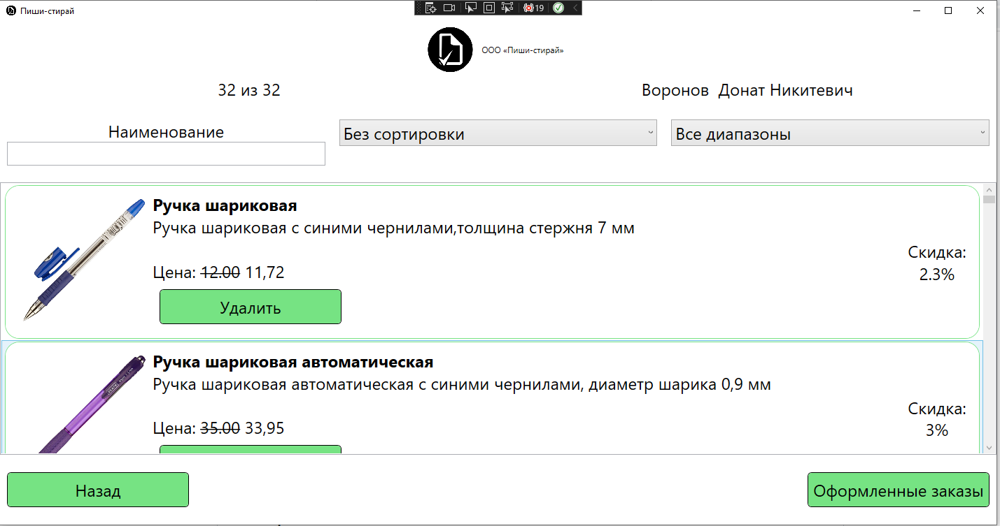 Пиши-стирай
19
ООО «Пиши-стирай»
32 из 32
Воронов Донат Никитевич
Наименование
Без сортировки
Все диапазоны
Ручка шариковая
Ручка шариковая с синими чернилами,толщина стержня 7 мм
Скидка:
2.3%
Цена: 12.00 11,72
Удалить
Ручка шариковая автоматическая
Ручка шариковая автоматическая с синими чернилами, диаметр шарика 0,9 мм
Скидка:
3%
Цена: 35.00 33,95
Назад
Оформленные заказы